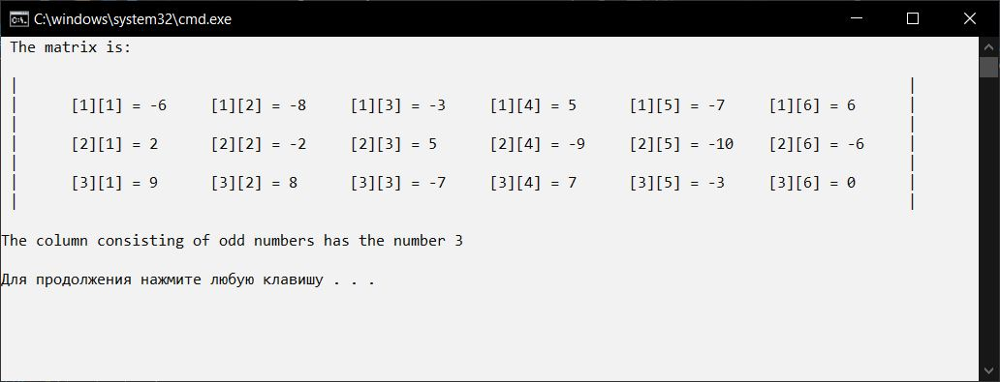 C:\windows\system32\cmd.exe
The matrix is:
| |
| [1][1] = -6 [1][2] = -8 [1][3] = -3 [1][4] = 5 [1][5] = -7 [1][6] = 6 |
| |
| [2][1] = 2 [2][2] = -2 [2][3] = 5 [2][4] = -9 [2][5] = -10 [2][6] = -6 |
| |
| [3][1] = 9 [3][2] = 8 [3][3] = -7 [3][4] = 7 [3][5] = -3 [3][6] = 0 |
| |
The column consisting of odd numbers has the number 3
Для продолжения нажмите любую клавишу . . .